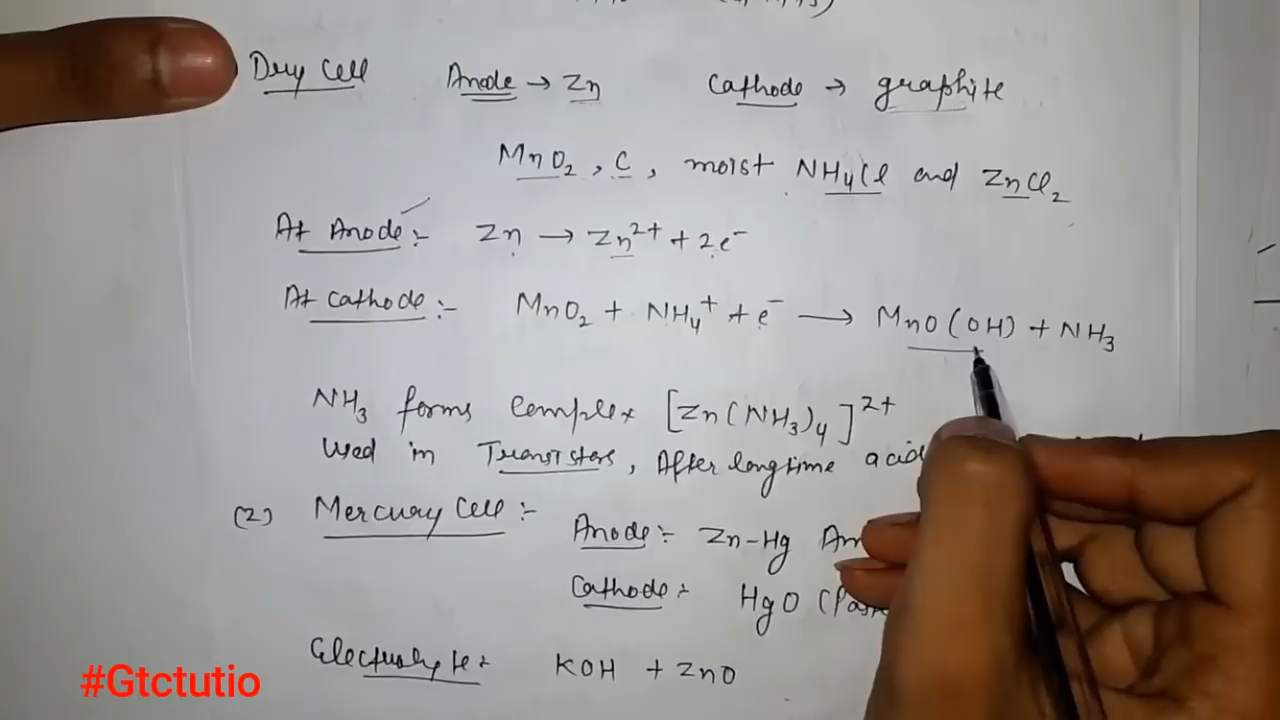 Dry Cell Anode → Zn Cathode → graphite
MnO2, C, moist NH4Cl and ZnCl2
At Anode:- Zn → Zn2+ + 2e-
At Cathode:- MnO2 + NH4+ + e- → MnO(OH) + NH3
NH3 forms complex [Zn(NH3)4]2+
Used in Transistors, After longtime acid
(2) Mercury Cell :- Anode:- Zn-Hg
Cathode:- HgO
Electrolyte:- KOH + ZnO
#Gtctutio